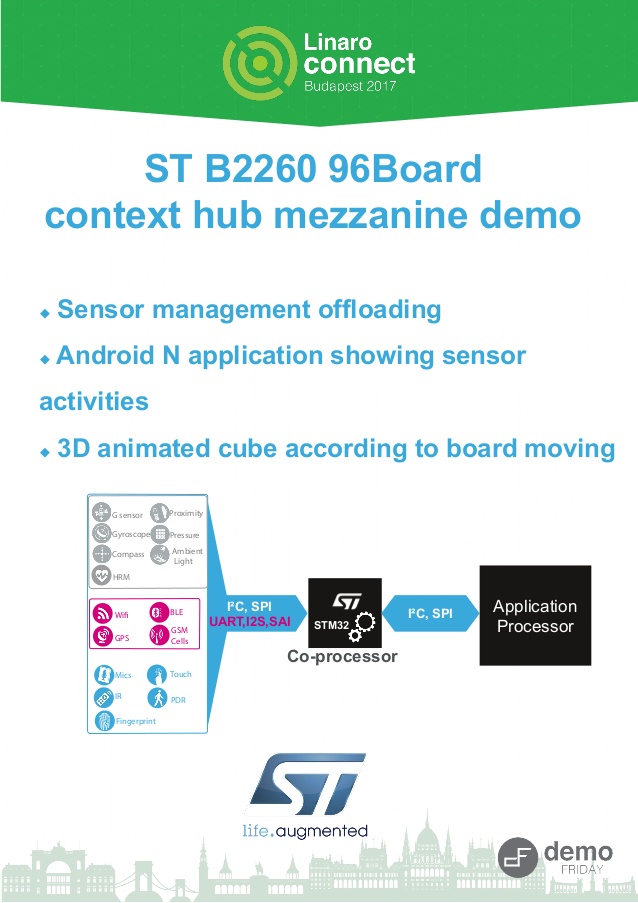 Linaro
connect
Budapest 2017
ST B2260 96Board
context hub mezzanine demo
◆ Sensor management offloading
◆ Android N application showing sensor
activities
◆ 3D animated cube according to board moving
G sensor
Proximity
Gyroscope
Pressure
Compass
Ambient
Light
HRM
Wifi
BLE
GPS
GSM
Cells
Mics
Touch
IR
PDR
Fingerprint
I²C, SPI
UART,I2S,SAI
ST
STM32
Co-processor
I²C, SPI
Application
Processor
ST
life.augmented
dF
demo
FRIDAY